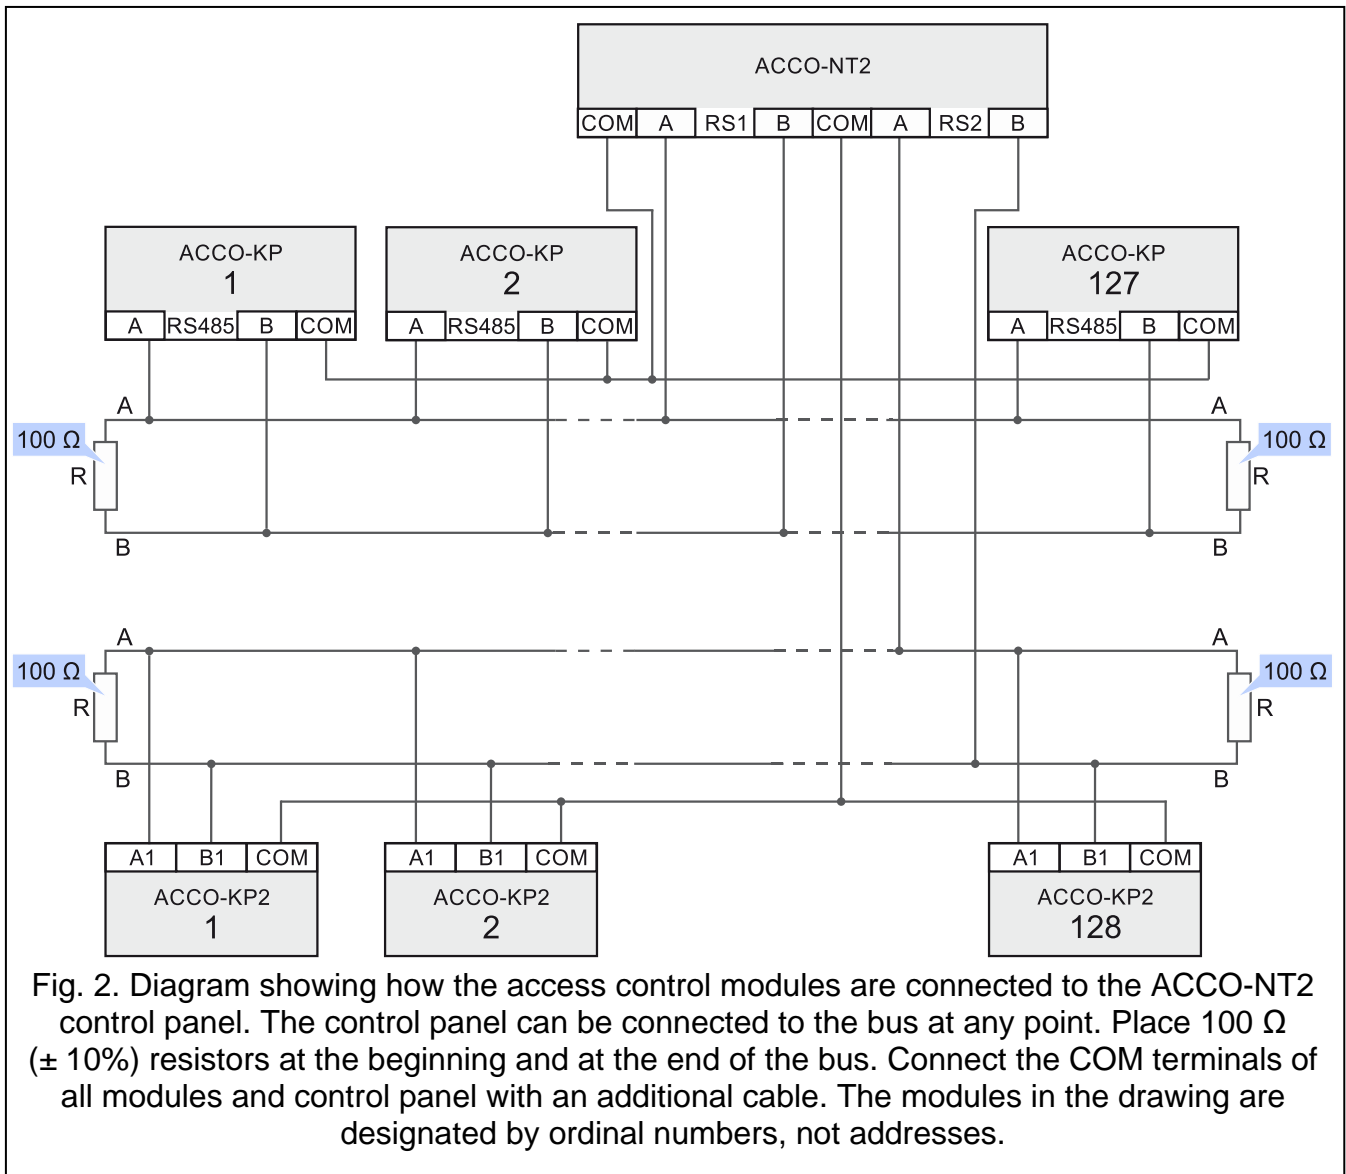 ACCO-NT2
COM A RS1 B COM A RS2 B
ACCO-KP
1
A RS485 B COM
ACCO-KP
2
A RS485 B COM
ACCO-KP
127
A RS485 B COM
A A
100 Ω 100 Ω
R R
B B
A A
100 Ω 100 Ω
R R
B B
A1 B1 COM
ACCO-KP2
1
A1 B1 COM
ACCO-KP2
2
A1 B1 COM
ACCO-KP2
128
Fig. 2. Diagram showing how the access control modules are connected to the ACCO-NT2
control panel. The control panel can be connected to the bus at any point. Place 100 Ω
(± 10%) resistors at the beginning and at the end of the bus. Connect the COM terminals of
all modules and control panel with an additional cable. The modules in the drawing are
designated by ordinal numbers, not addresses.